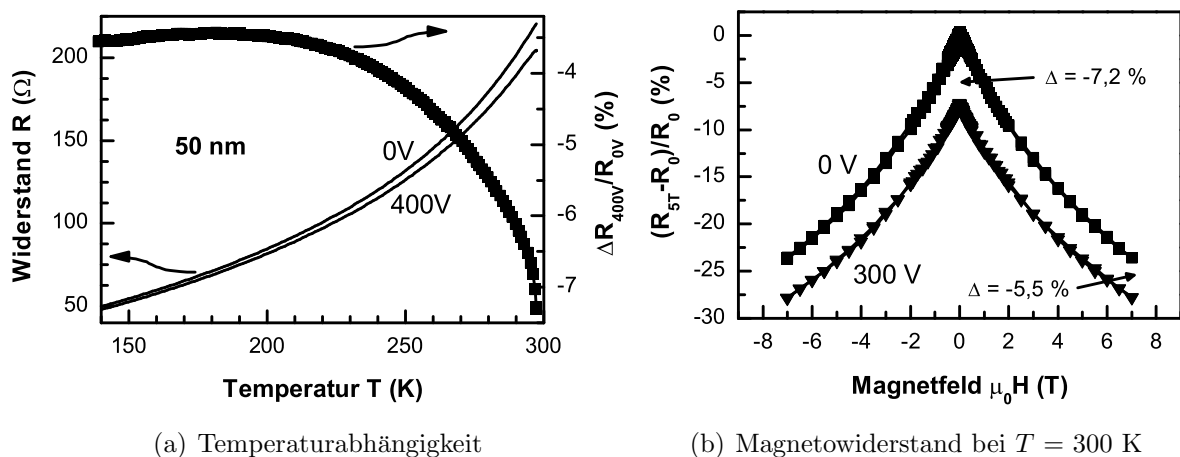 Widerstand R (Ω)
200
150
100
50
50 nm
0V
400V
-4
-5
-6
-7
ΔR400V/R0V (%)
150 200 250 300
Temperatur T (K)
(a) Temperaturabhängigkeit
(R5T-R0)/R0 (%)
0
-5
-10
-15
-20
-25
-30
Δ = -7,2 %
0 V
300 V
Δ = -5,5 %
-8 -6 -4 -2 0 2 4 6 8
Magnetfeld μ0H (T)
(b) Magnetowiderstand bei T = 300 K